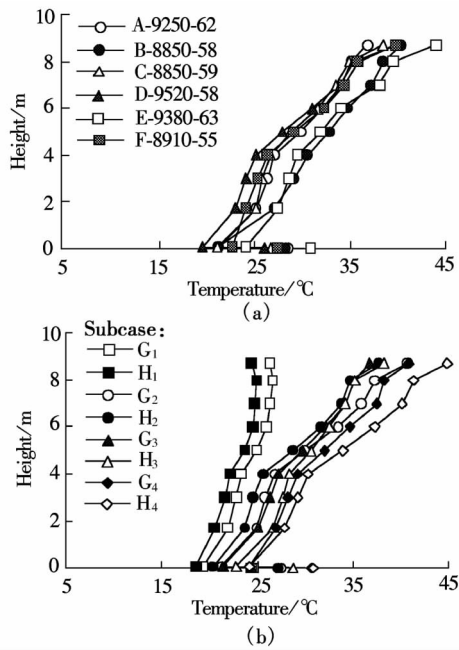 10
8
6
4
2
0
Height/m
A-9250-62
B-8850-58
C-8850-59
D-9520-58
E-9380-63
F-8910-55
5 15 25 35 45
Temperature/℃
(a)
10
8
6
4
2
0
Height/m
Subcase:
G1
H1
G2
H2
G3
H3
G4
H4
5 15 25 35 45
Temperature/℃
(b)